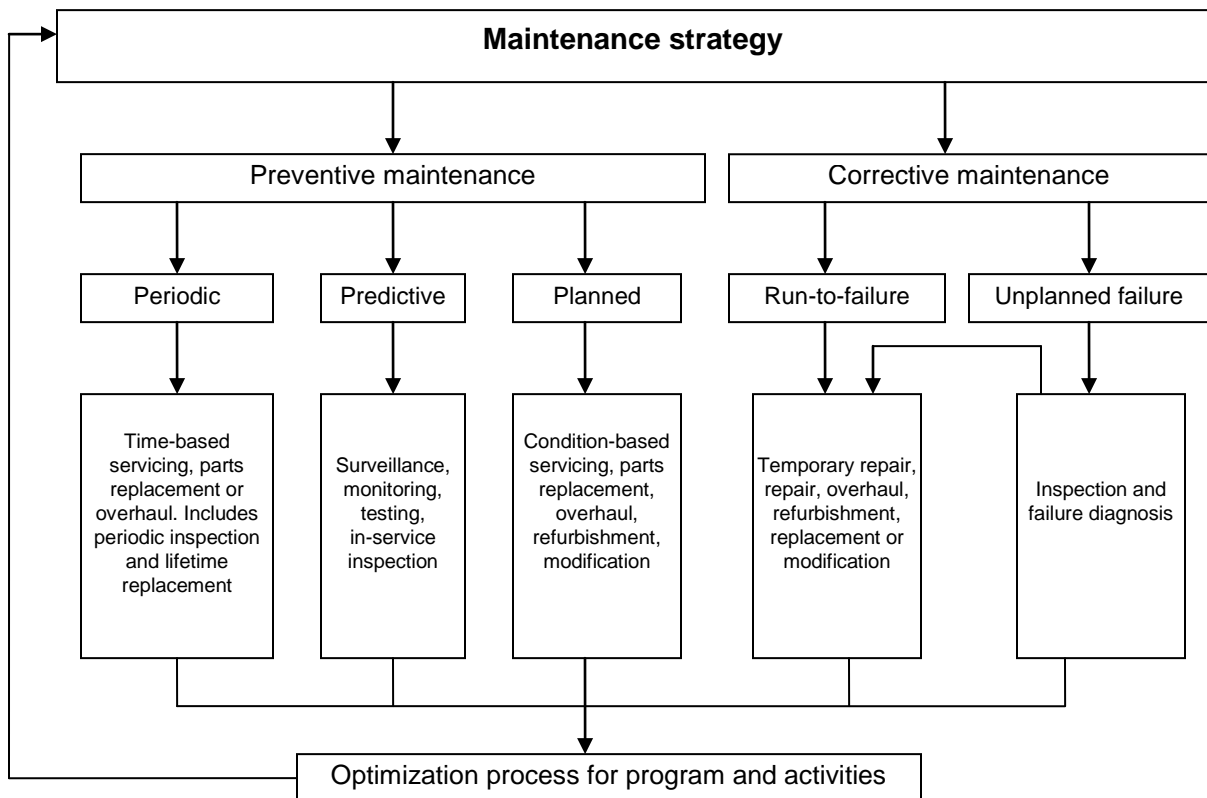 Maintenance strategy
Preventive maintenance
Corrective maintenance
Periodic
Predictive
Planned
Run-to-failure
Unplanned failure
Time-based
servicing, parts
replacement or
overhaul. Includes
periodic inspection
and lifetime
replacement
Surveillance,
monitoring,
testing,
in-service
inspection
Condition-based
servicing, parts
replacement,
overhaul,
refurbishment,
modification
Temporary repair,
repair, overhaul,
refurbishment,
replacement or
modification
Inspection and
failure diagnosis
Optimization process for program and activities